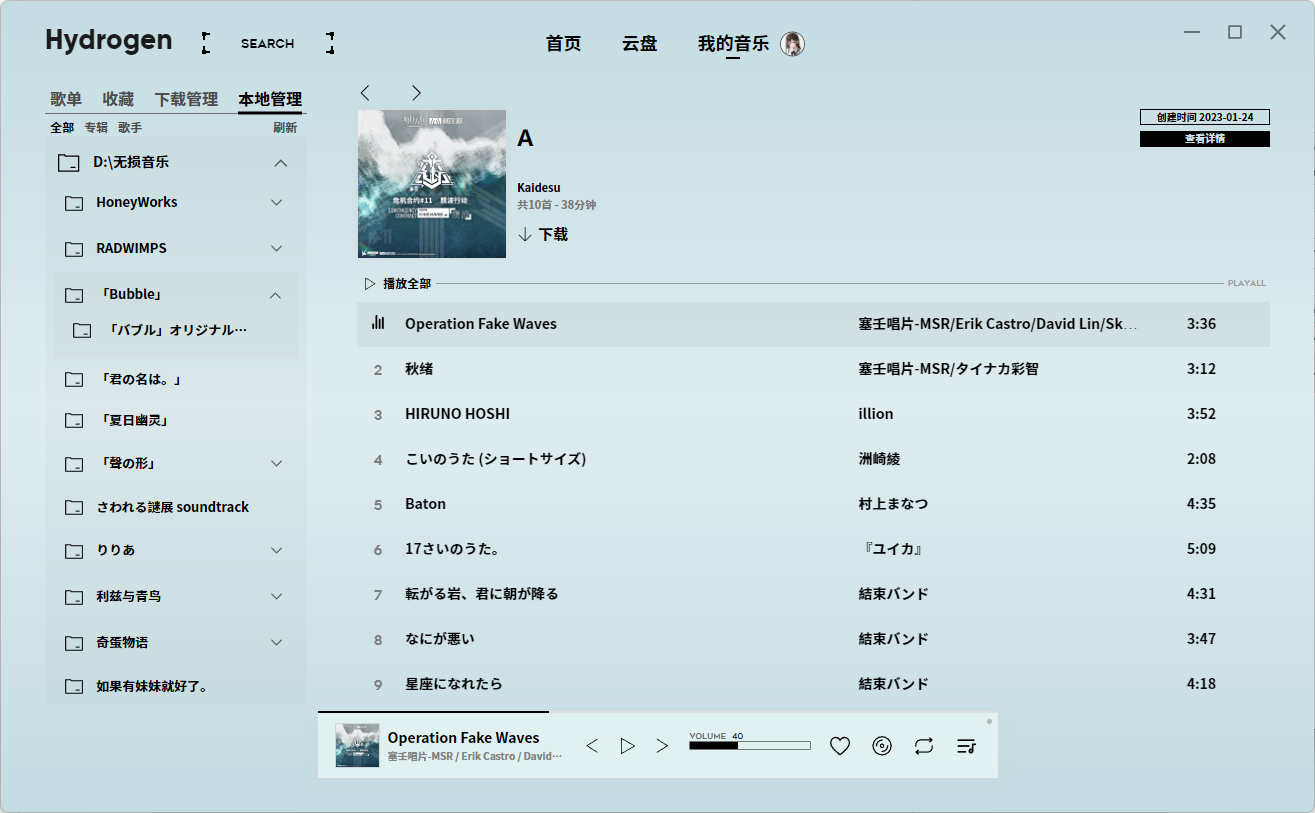 Hydrogen
SEARCH
首页 云盘 我的音乐
歌单 收藏 下载管理 本地管理
全部 专辑 歌手 刷新
D:\无损音乐
HoneyWorks
RADWIMPS
「Bubble」
「バブル」オリジナル…
「君の名は。」
「夏日幽灵」
「聲の形」
さわれる謎展 soundtrack
りりあ
利兹与青鸟
奇蛋物语
如果有妹妹就好了。
危机合约#11
A
Kaidesu
共10首 - 38分钟
下载
创建时间 2023-01-24
查看详情
播放全部 PLAYALL
Operation Fake Waves 塞壬唱片-MSR/Erik Castro/David Lin/Sk… 3:36
2 秋绪 塞壬唱片-MSR/タイナカ彩智 3:12
3 HIRUNO HOSHI illion 3:52
4 こいのうた (ショートサイズ) 洲崎綾 2:08
5 Baton 村上まなつ 4:35
6 17さいのうた。 『ユイカ』 5:09
7 転がる岩、君に朝が降る 結束バンド 4:31
8 なにが悪い 結束バンド 3:47
9 星座になれたら 結束バンド 4:18
Operation Fake Waves
塞壬唱片-MSR / Erik Castro / David…
VOLUME 40